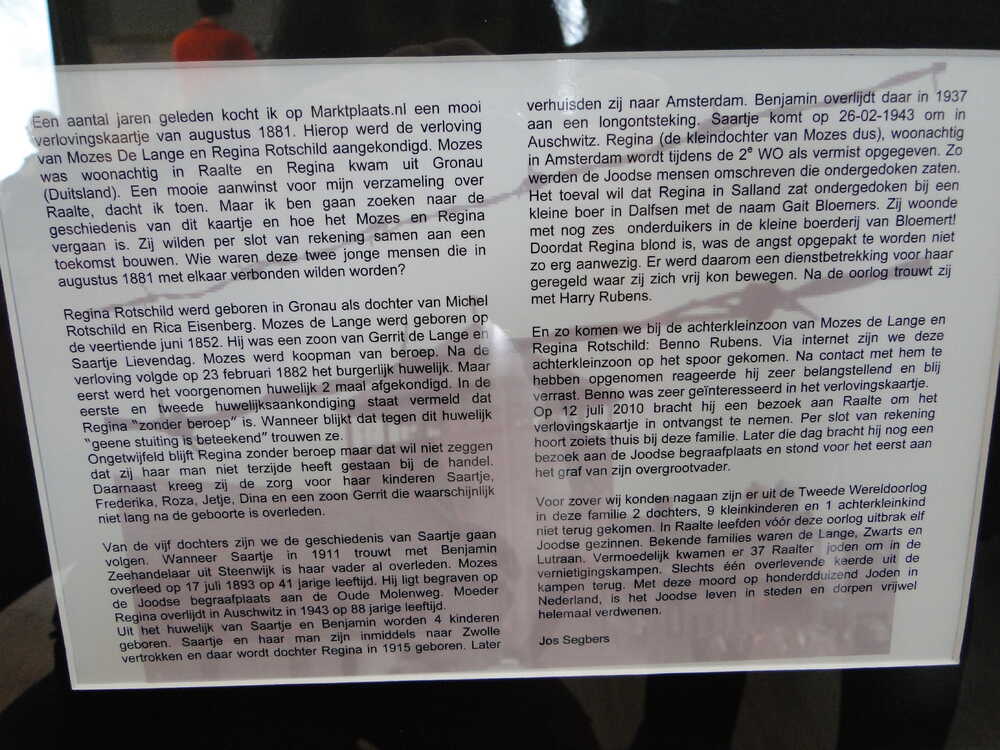 Een aantal jaren geleden kocht ik op Marktplaats.nl een mooi
verlovingskaartje van augustus 1881. Hierop werd de verloving
van Mozes De Lange en Regina Rotschild aangekondigd. Mozes
was woonachtig in Raalte en Regina kwam uit Gronau
(Duitsland). Een mooie aanwinst voor mijn verzameling over
Raalte, dacht ik toen. Maar ik ben gaan zoeken naar de
geschiedenis van dit kaartje en hoe het Mozes en Regina
vergaan is. Zij wilden per slot van rekening samen aan een
toekomst bouwen. Wie waren deze twee jonge mensen die in
augustus 1881 met elkaar verbonden wilden worden?
Regina Rotschild werd geboren in Gronau als dochter van Michel
Rotschild en Rica Eisenberg. Mozes de Lange werd geboren op
de veertiende juni 1852. Hij was een zoon van Gerrit de Lange en
Saartje Lievendag. Mozes werd koopman van beroep. Na de
verloving volgde op 23 februari 1882 het burgerlijk huwelijk. Maar
eerst werd het voorgenomen huwelijk 2 maal afgekondigd. In de
eerste en tweede huwelijksaankondiging staat vermeld dat
Regina "zonder beroep" is. Wanneer blijkt dat tegen dit huwelijk
"geene stuiting is beteekend" trouwen ze.
Ongetwijfeld blijft Regina zonder beroep maar dat wil niet zeggen
dat zij haar man niet terzijde heeft gestaan bij de handel.
Daarnaast kreeg zij de zorg voor haar kinderen Saartje,
Frederika, Roza, Jetje, Dina en een zoon Gerrit die waarschijnlijk
niet lang na de geboorte is overleden.
Van de vijf dochters zijn we de geschiedenis van Saartje gaan
volgen. Wanneer Saartje in 1911 trouwt met Benjamin
Zeehandelaar uit Steenwijk is haar vader al overleden. Mozes
overleed op 17 juli 1893 op 41 jarige leeftijd. Hij ligt begraven op
de Joodse begraafplaats aan de Oude Molenweg. Moeder
Regina overlijdt in Auschwitz in 1943 op 88 jarige leeftijd.
Uit het huwelijk van Saartje en Benjamin worden 4 kinderen
geboren. Saartje en haar man zijn inmiddels naar Zwolle
vertrokken en daar wordt dochter Regina in 1915 geboren. Later
verhuisden zij naar Amsterdam. Benjamin overlijdt daar in 1937
aan een longontsteking. Saartje komt op 26-02-1943 om in
Auschwitz. Regina (de kleindochter van Mozes dus), woonachtig
in Amsterdam wordt tijdens de 2e WO als vermist opgegeven. Zo
werden de Joodse mensen omschreven die ondergedoken zaten.
Het toeval wil dat Regina in Salland zat ondergedoken bij een
kleine boer in Dalfsen met de naam Gait Bloemers. Zij woonde
met nog zes onderduikers in de kleine boerderij van Bloemert!
Doordat Regina blond is, was de angst opgepakt te worden niet
zo erg aanwezig. Er werd daarom een dienstbetrekking voor haar
geregeld waar zij zich vrij kon bewegen. Na de oorlog trouwt zij
met Harry Rubens.
En zo komen we bij de achterkleinzoon van Mozes de Lange en
Regina Rotschild: Benno Rubens. Via internet zijn we deze
achterkleinzoon op het spoor gekomen. Na contact met hem te
hebben opgenomen reageerde hij zeer belangstellend en blij
verrast. Benno was zeer geïnteresseerd in het verlovingskaartje.
Op 12 juli 2010 bracht hij een bezoek aan Raalte om het
verlovingskaartje in ontvangst te nemen. Per slot van rekening
hoort zoiets thuis bij deze familie. Later die dag bracht hij nog een
bezoek aan de Joodse begraafplaats en stond voor het eerst aan
het graf van zijn overgrootvader.
Voor zover wij konden nagaan zijn er uit de Tweede Wereldoorlog
in deze familie 2 dochters, 9 kleinkinderen en 1 achterkleinkind
niet terug gekomen. In Raalte leefden vóór deze oorlog uitbrak elf
Joodse gezinnen. Bekende families waren de Lange, Zwarts en
Lutraan. Vermoedelijk kwamen er 37 Raalter joden om in de
vernietigingskampen. Slechts één overlevende keerde uit de
kampen terug. Met deze moord op honderdduizend Joden in
Nederland, is het Joodse leven in steden en dorpen vrijwel
helemaal verdwenen.
Jos Segbers